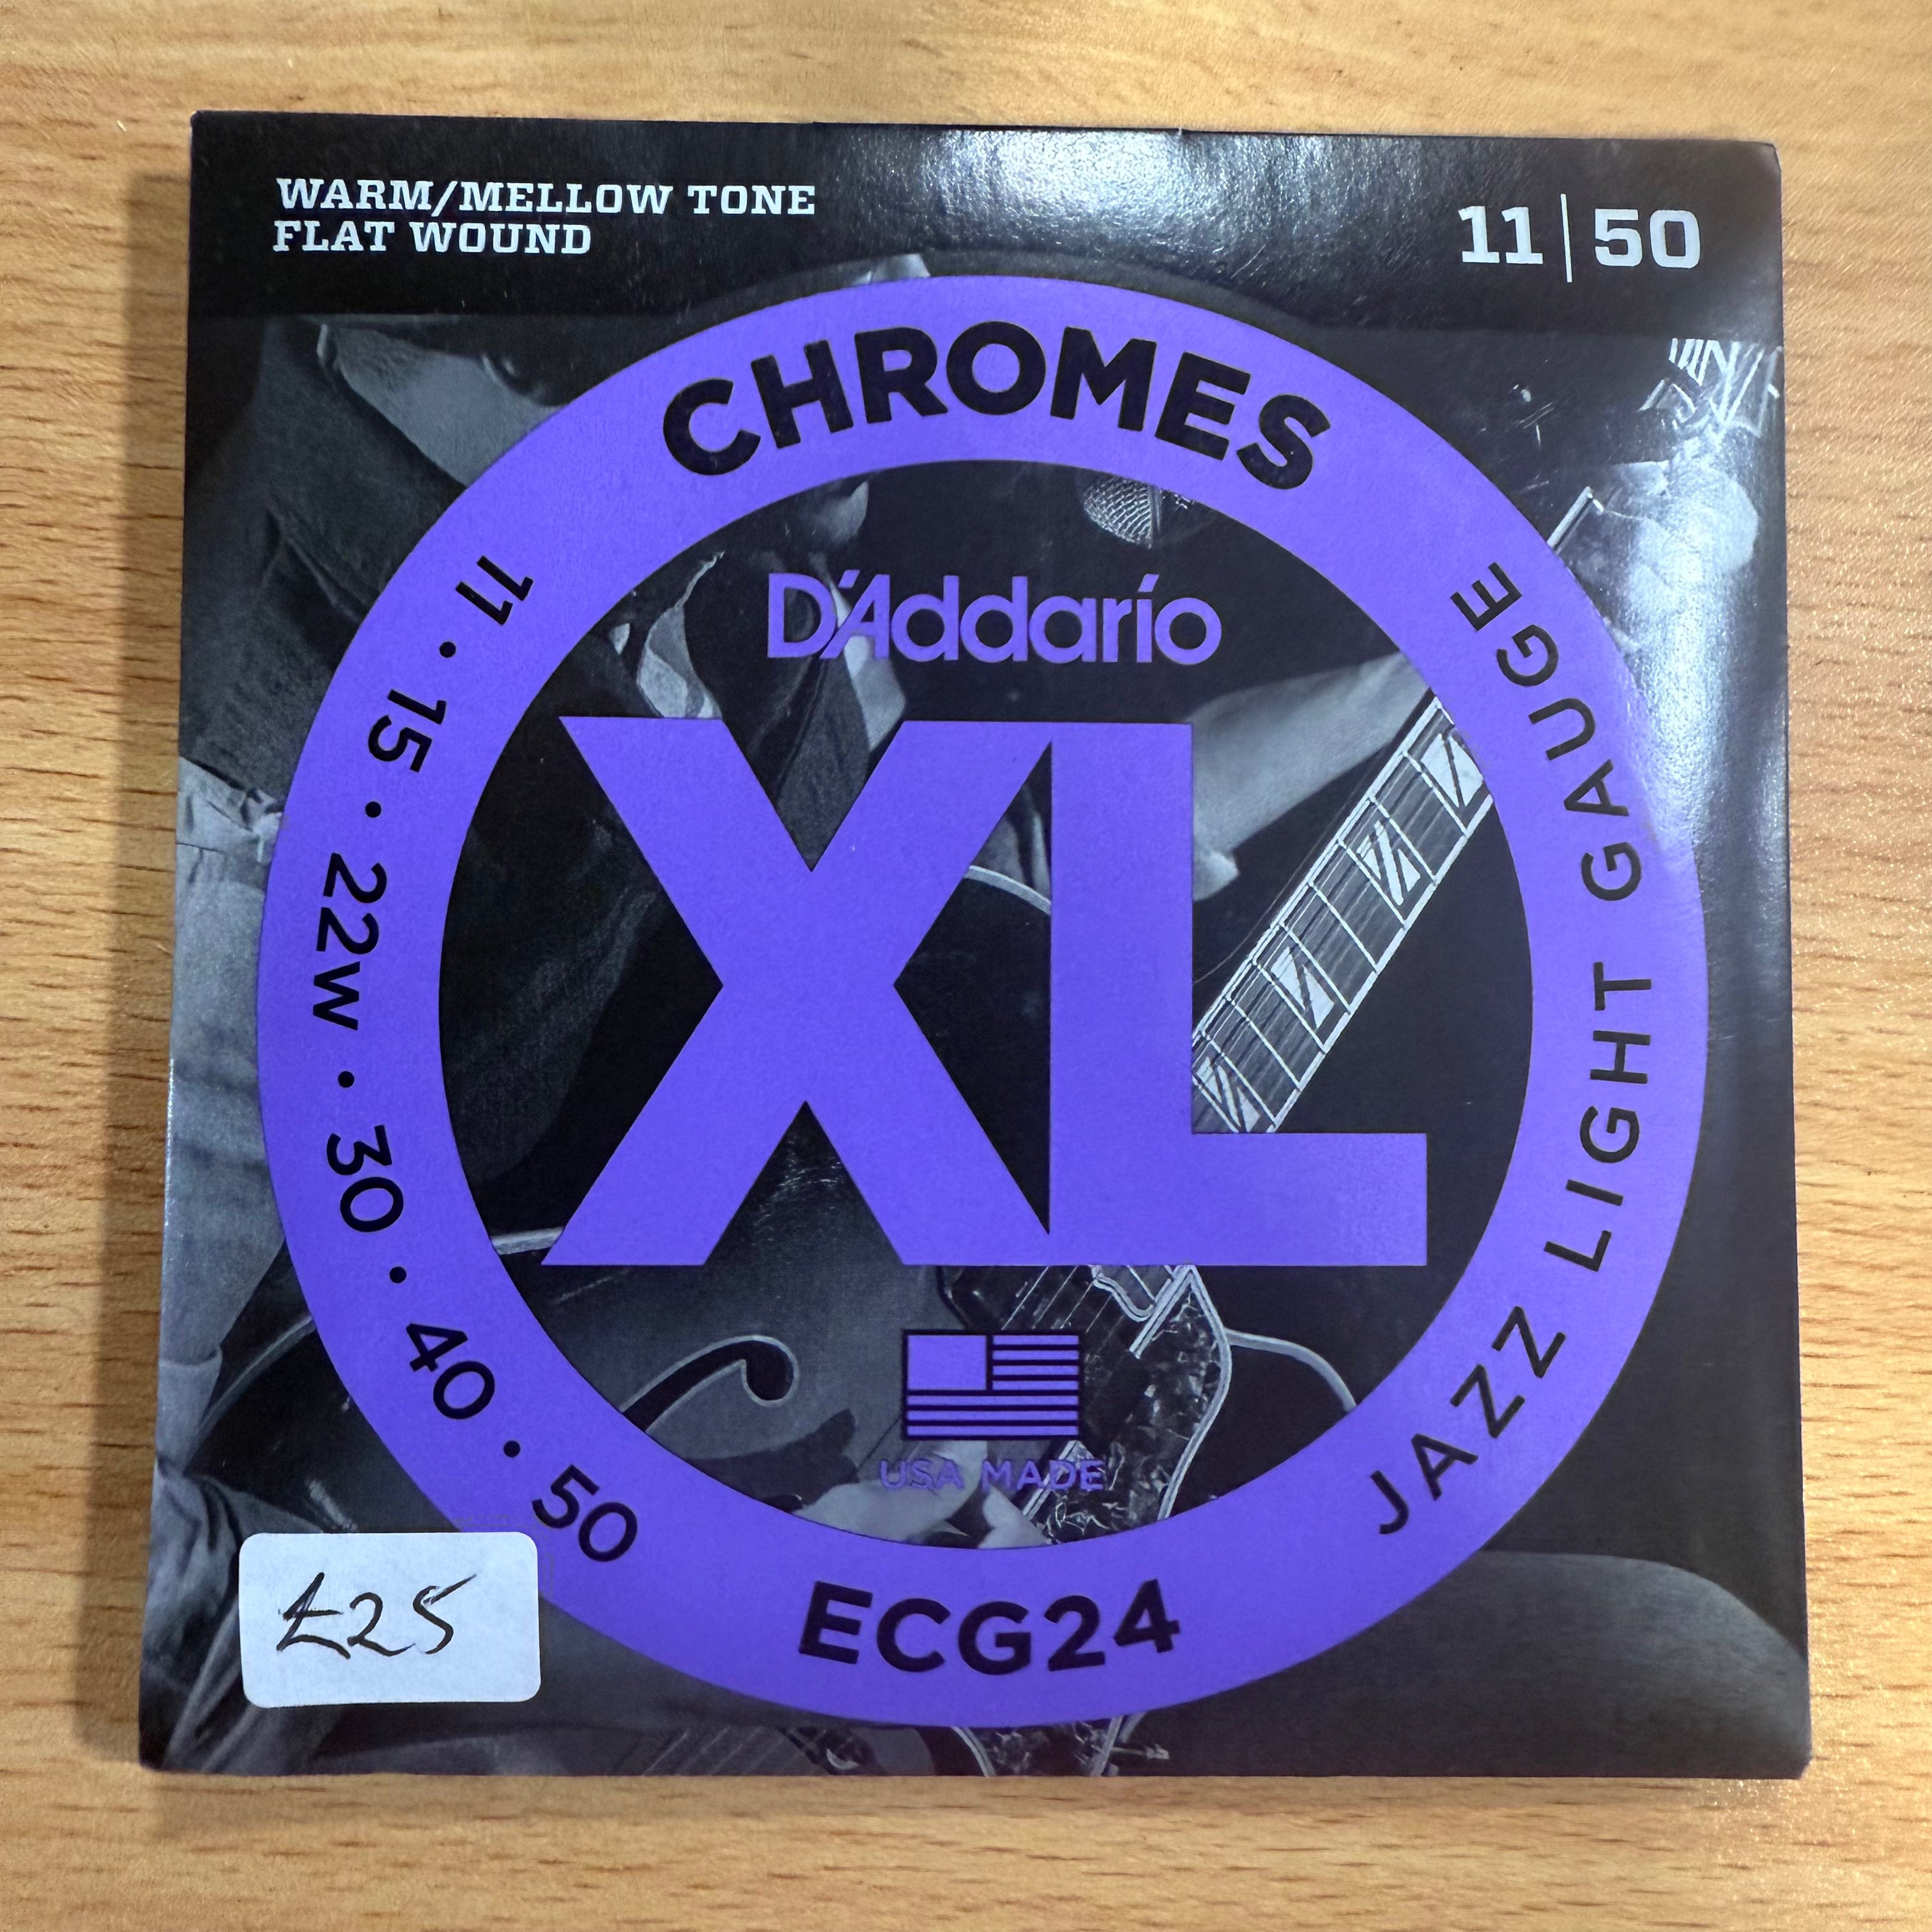 WARM/MELLOW TONE
FLAT WOUND
11|50
CHROMES
11 • 15 • 22W • 30 • 40 • 50
JAZZ LIGHT GAUGE
D'Addario
XL
USA MADE
ECG24
£25